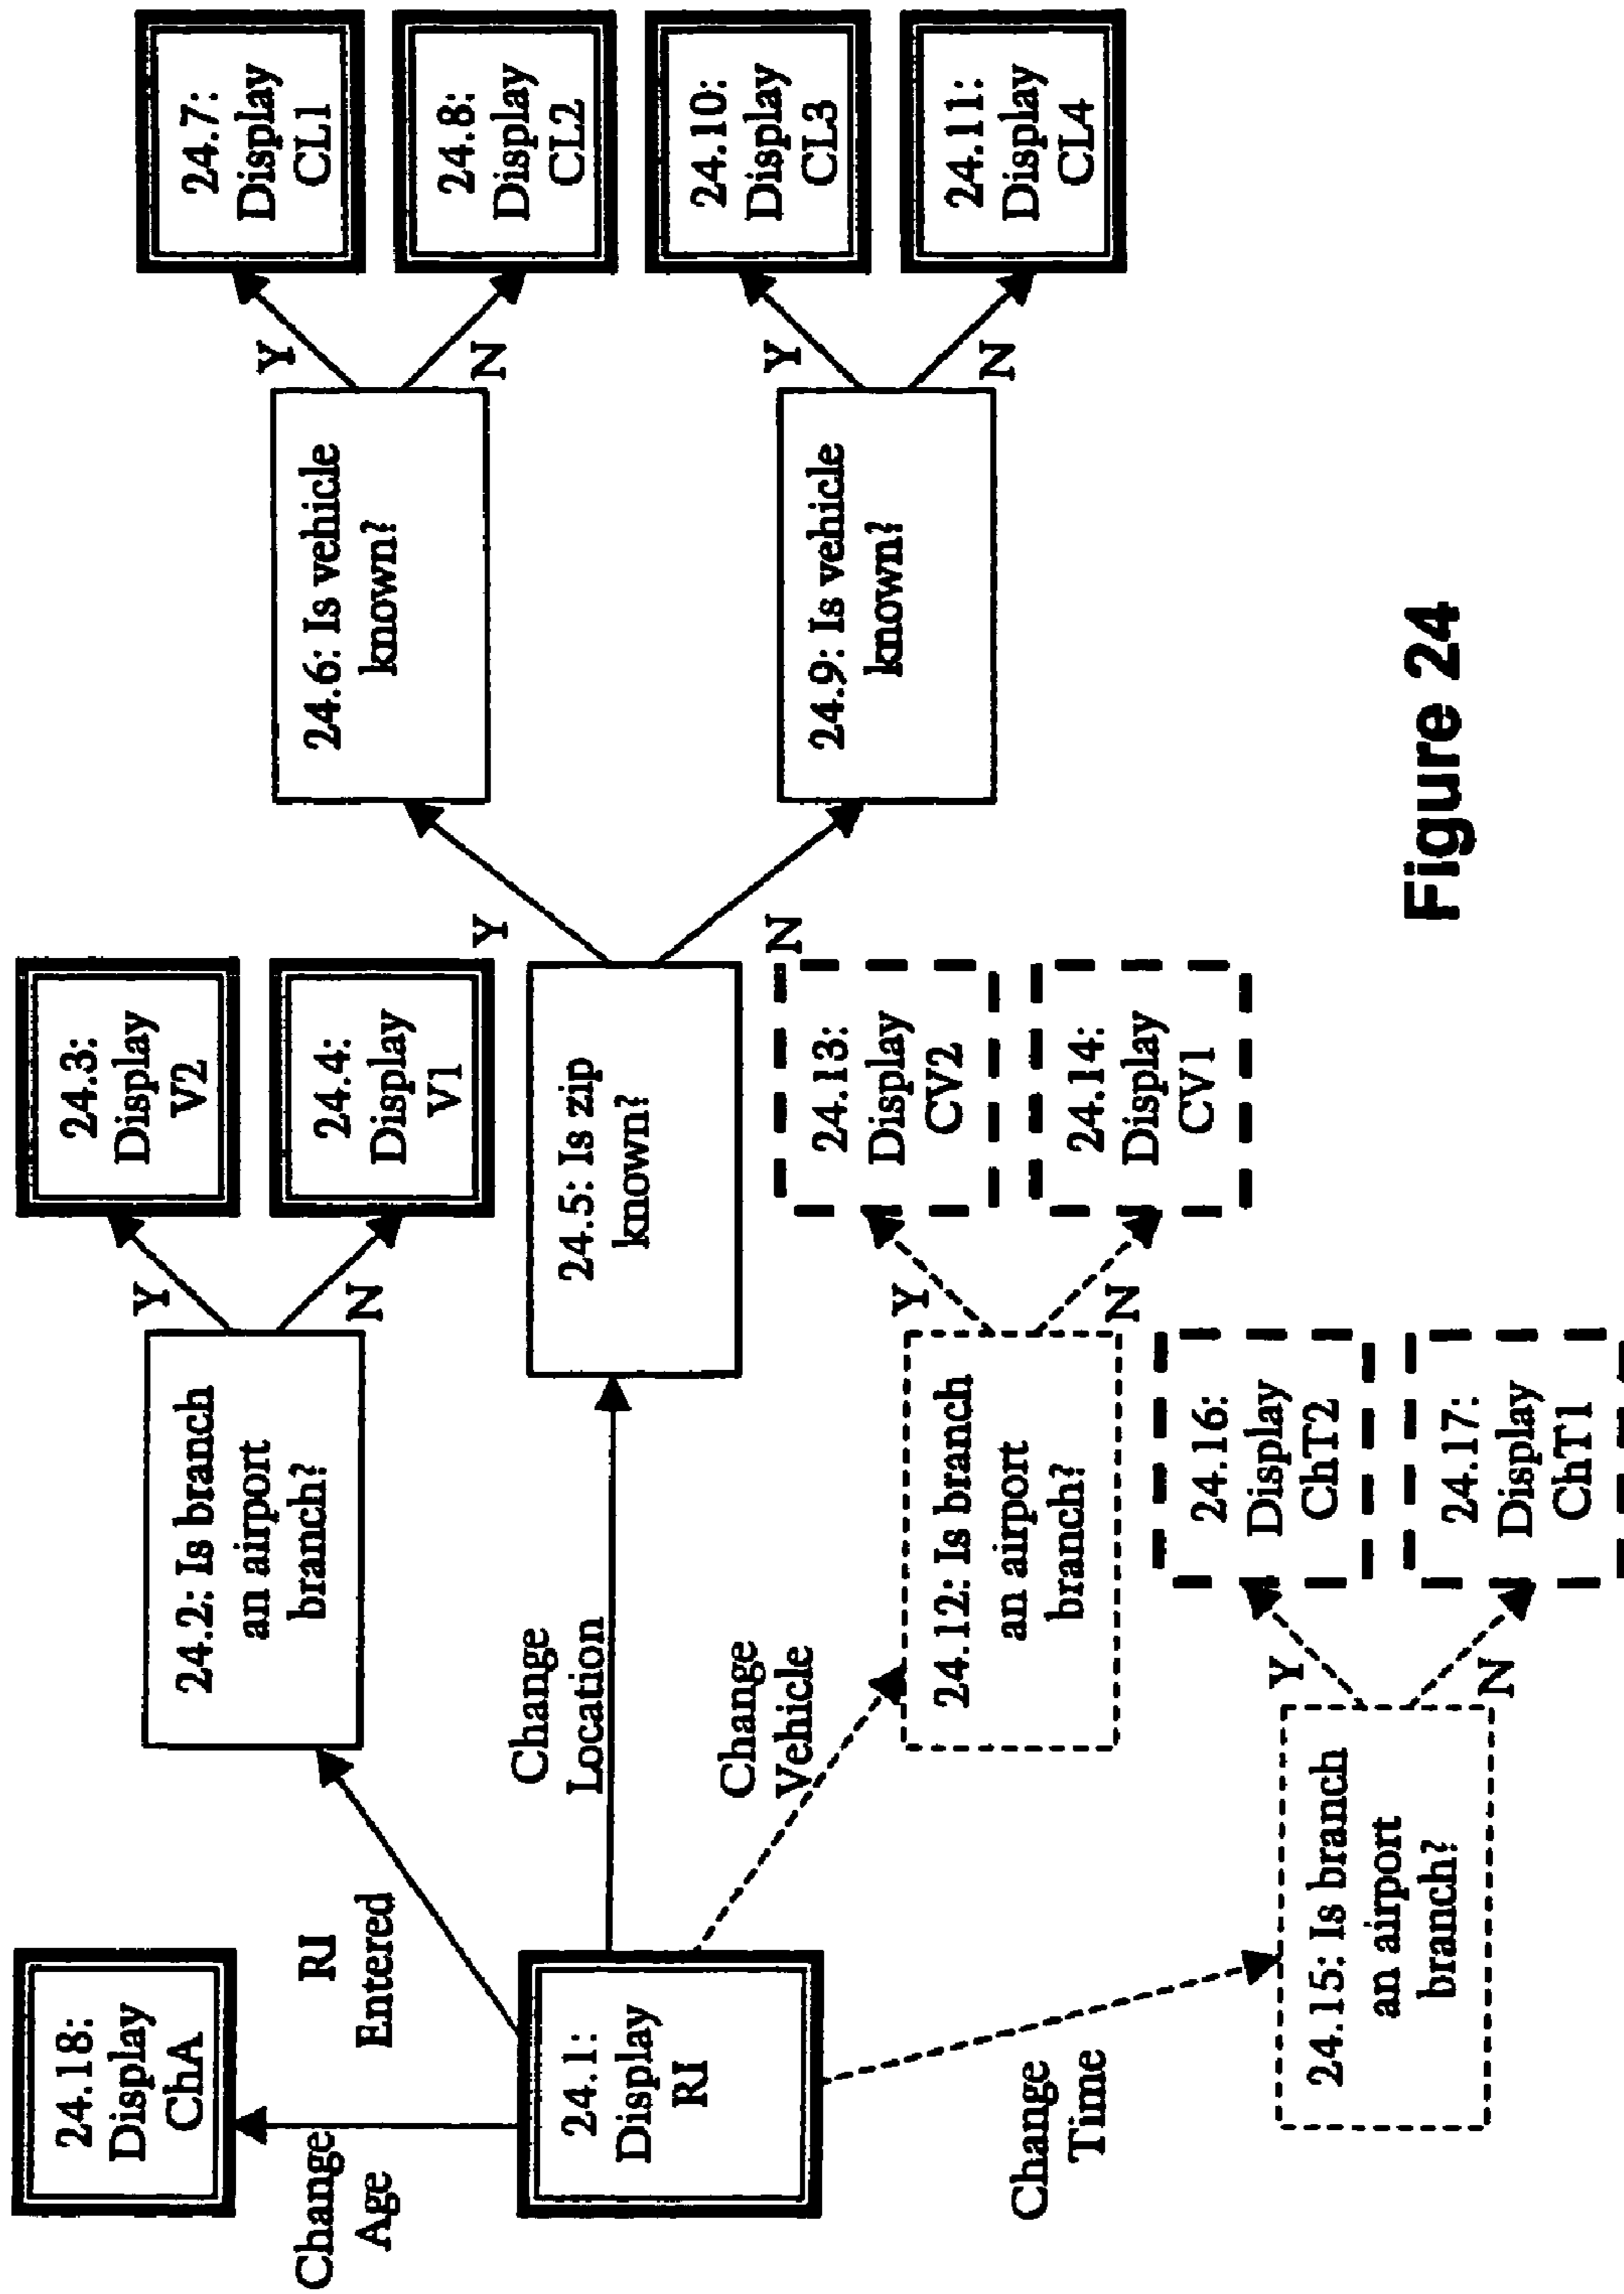 24.18:
Display
ChA
Change
Age
RI
Entered
24.1:
Display
RI
24.2: Is branch
an airport
branch?
Y
N
24.3:
Display
V2
24.4:
Display
V1
Change
Location
24.5: Is zip
known?
Y
N
24.6: Is vehicle
known?
Y
N
24.7:
Display
CL1
24.8:
Display
CL2
24.9: Is vehicle
known?
Y
N
24.10:
Display
CL3
24.11:
Display
CL4
Change
Vehicle
24.12: Is branch
an airport
branch?
Y
N
24.13:
Display
CV2
24.14:
Display
CV1
Change
Time
24.15: Is branch
an airport
branch?
Y
N
24.16:
Display
ChT2
24.17:
Display
ChT1
Figure 24